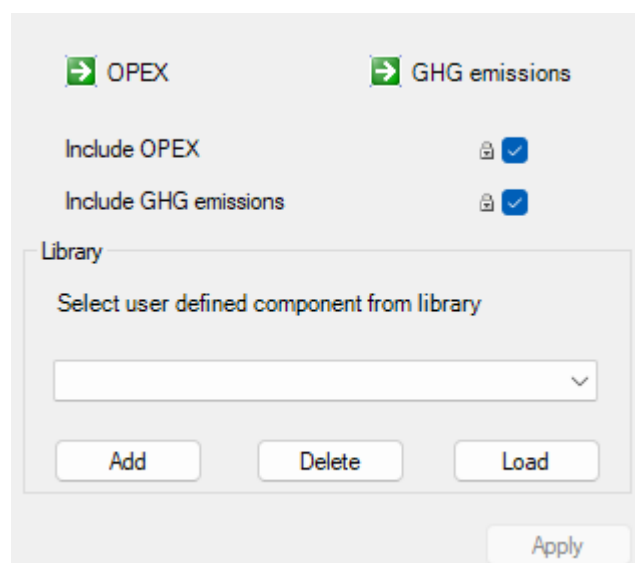 OPEX GHG emissions
Include OPEX
Include GHG emissions
Library
Select user defined component from library
Add Delete Load
Apply